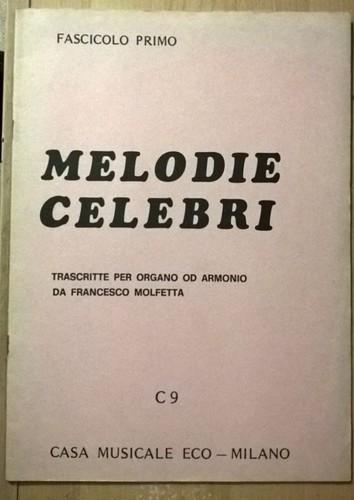 FASCICOLO PRIMO
MELODIE
CELEBRI
TRASCRITTE PER ORGANO OD ARMONIO
DA FRANCESCO MOLFETTA
C 9
CASA MUSICALE ECO — MILANO